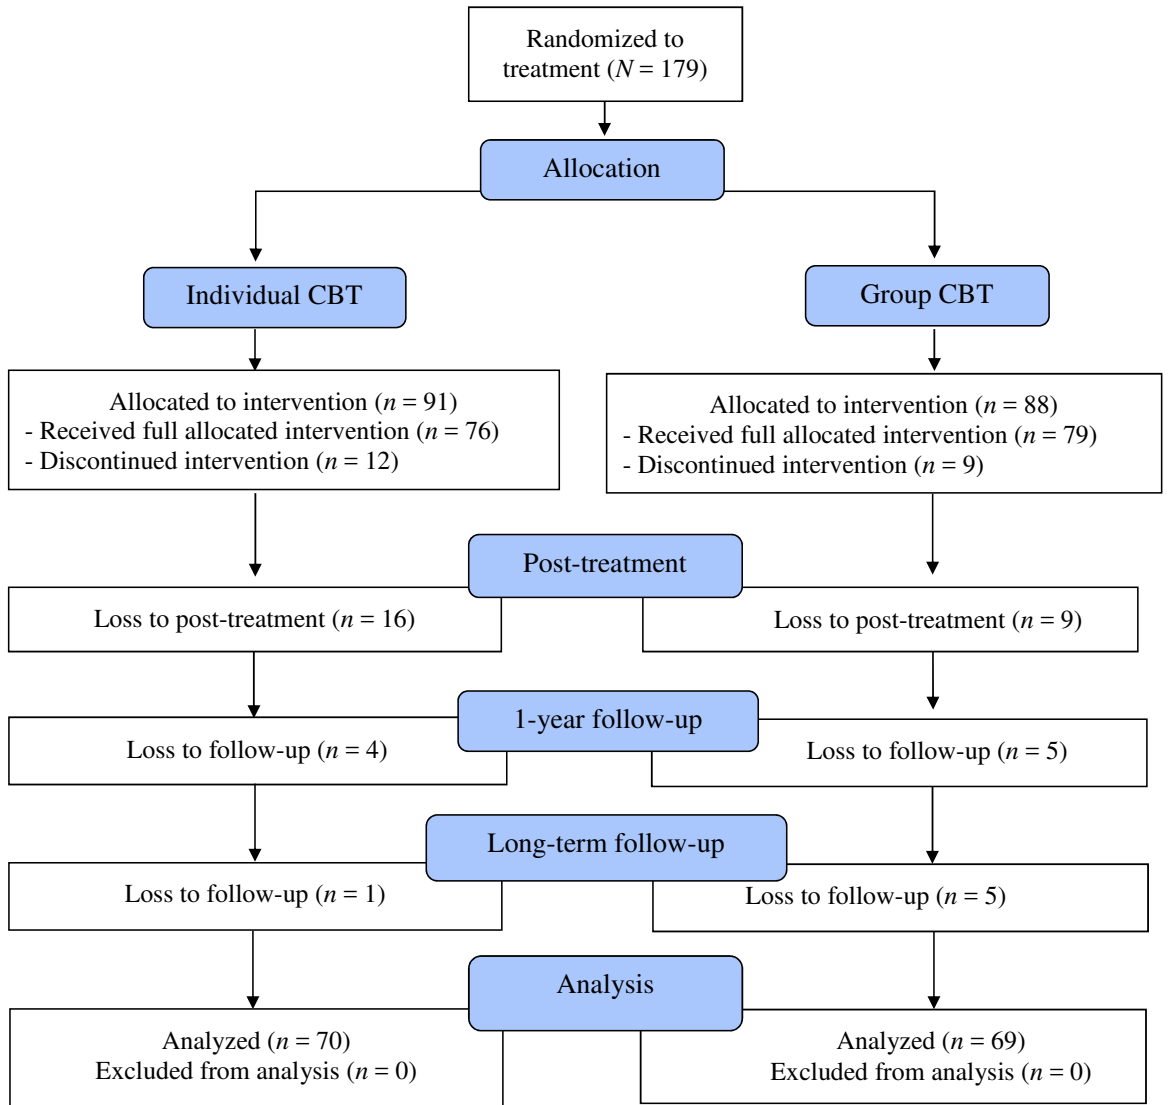 Randomized to
treatment (N = 179)
Allocation
Individual CBT
Group CBT
Allocated to intervention (n = 91)
- Received full allocated intervention (n = 76)
- Discontinued intervention (n = 12)
Allocated to intervention (n = 88)
- Received full allocated intervention (n = 79)
- Discontinued intervention (n = 9)
Post-treatment
Loss to post-treatment (n = 16)
Loss to post-treatment (n = 9)
1-year follow-up
Loss to follow-up (n = 4)
Loss to follow-up (n = 5)
Long-term follow-up
Loss to follow-up (n = 1)
Loss to follow-up (n = 5)
Analysis
Analyzed (n = 70)
Excluded from analysis (n = 0)
Analyzed (n = 69)
Excluded from analysis (n = 0)